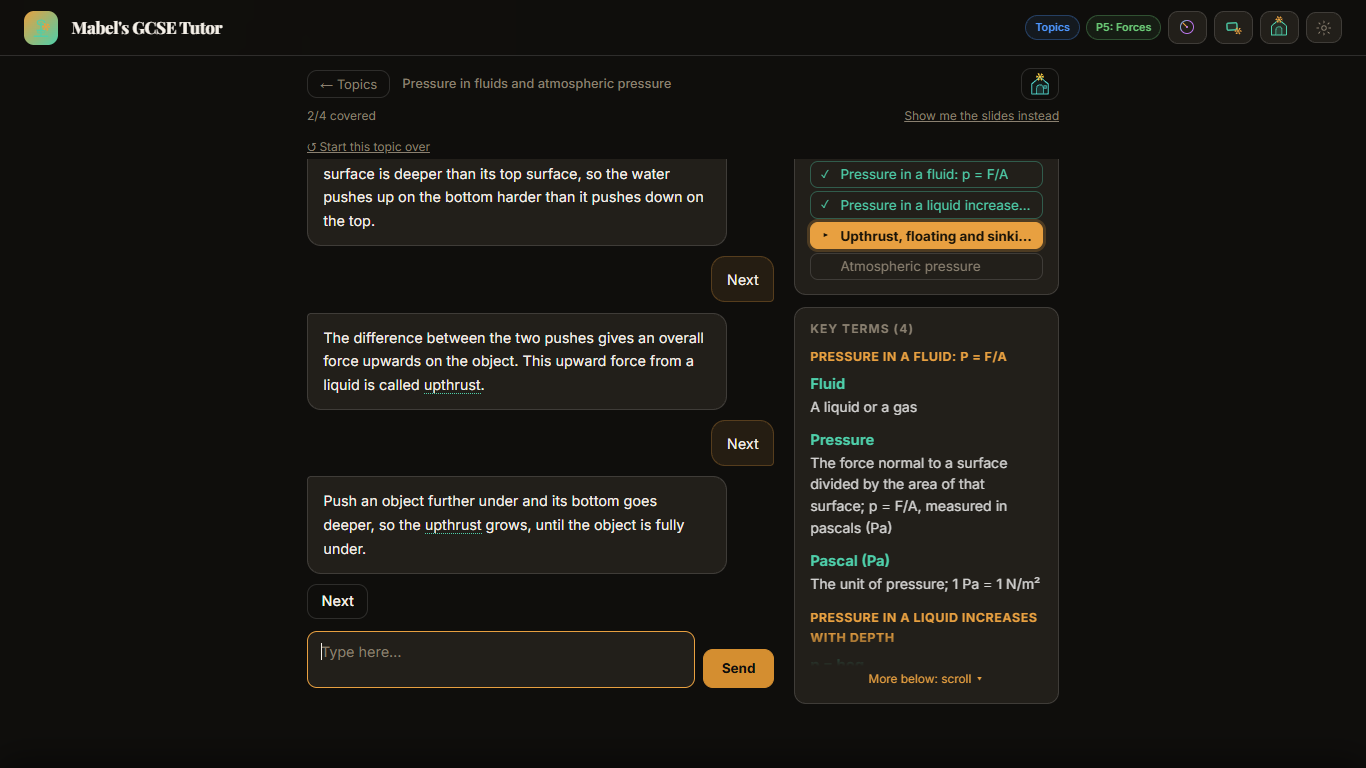 Mabel's GCSE Tutor
Topics
P5: Forces
← Topics
Pressure in fluids and atmospheric pressure
2/4 covered
Show me the slides instead
↺ Start this topic over
surface is deeper than its top surface, so the water
pushes up on the bottom harder than it pushes down on
the top.
Next
The difference between the two pushes gives an overall
force upwards on the object. This upward force from a
liquid is called upthrust.
Next
Push an object further under and its bottom goes
deeper, so the upthrust grows, until the object is fully
under.
Next
Type here...
Send
✓ Pressure in a fluid: p = F/A
✓ Pressure in a liquid increase...
‣ Upthrust, floating and sinki...
Atmospheric pressure
KEY TERMS (4)
PRESSURE IN A FLUID: P = F/A
Fluid
A liquid or a gas
Pressure
The force normal to a surface
divided by the area of that
surface; p = F/A, measured in
pascals (Pa)
Pascal (Pa)
The unit of pressure; 1 Pa = 1 N/m²
PRESSURE IN A LIQUID INCREASES
WITH DEPTH
More below: scroll ▾